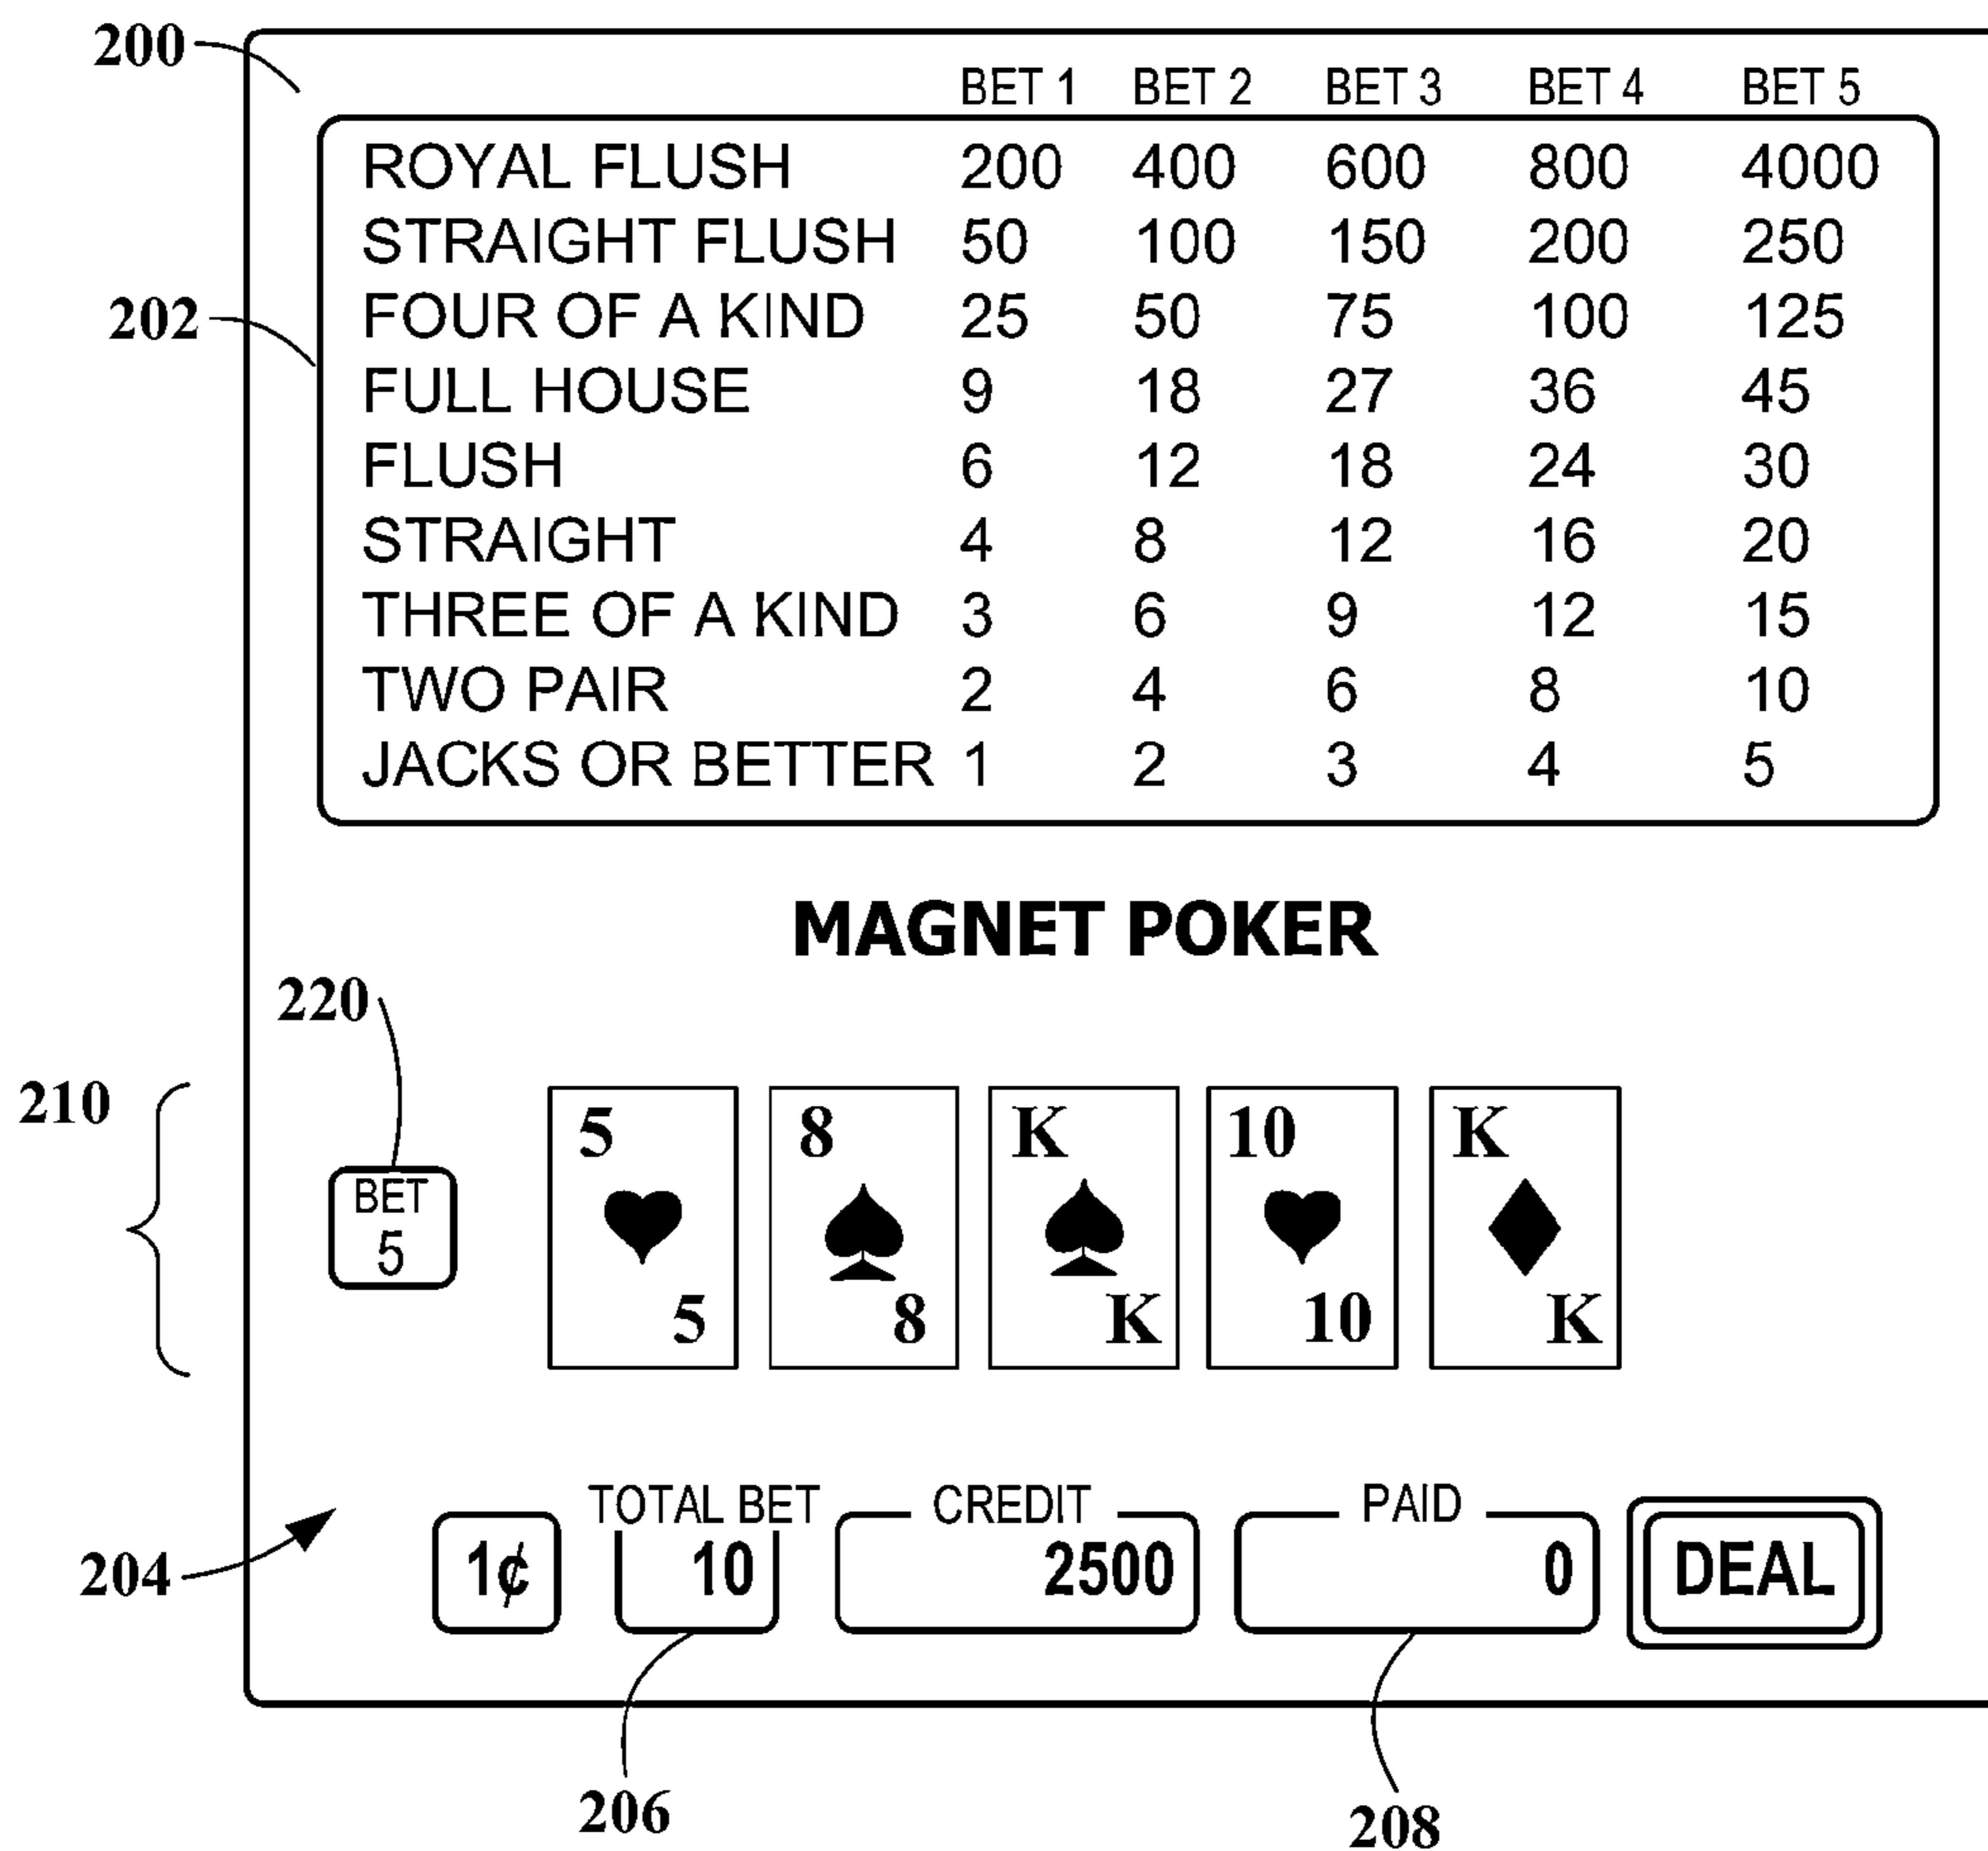 200
BET 1 BET 2 BET 3 BET 4 BET 5
ROYAL FLUSH 200 400 600 800 4000
STRAIGHT FLUSH 50 100 150 200 250
202 FOUR OF A KIND 25 50 75 100 125
FULL HOUSE 9 18 27 36 45
FLUSH 6 12 18 24 30
STRAIGHT 4 8 12 16 20
THREE OF A KIND 3 6 9 12 15
TWO PAIR 2 4 6 8 10
JACKS OR BETTER 1 2 3 4 5
MAGNET POKER
220
210
5 8 K 10 K
BET
5
5 8 K 10 K
TOTAL BET CREDIT PAID
204 1¢ 10 2500 0 DEAL
206 208